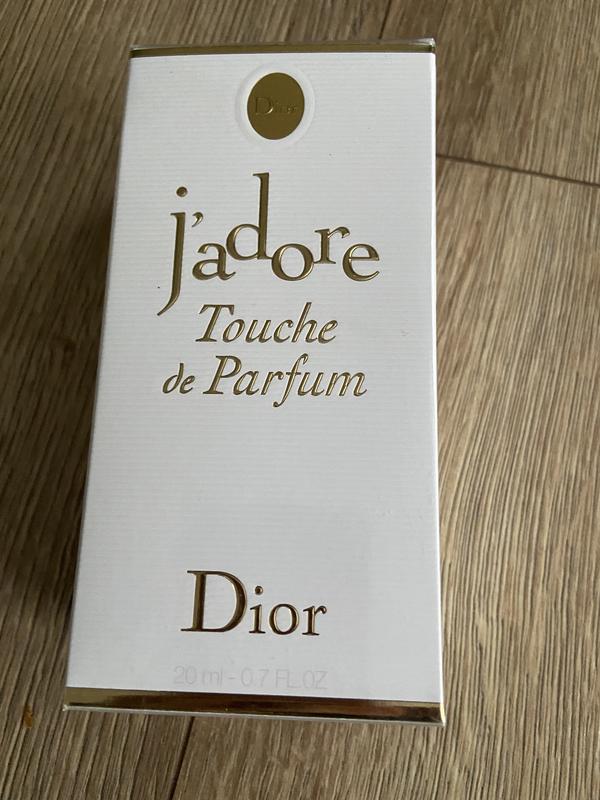 Dior
j'adore
Touche
de Parfum
Dior
20 ml - 0.7 FL.OZ